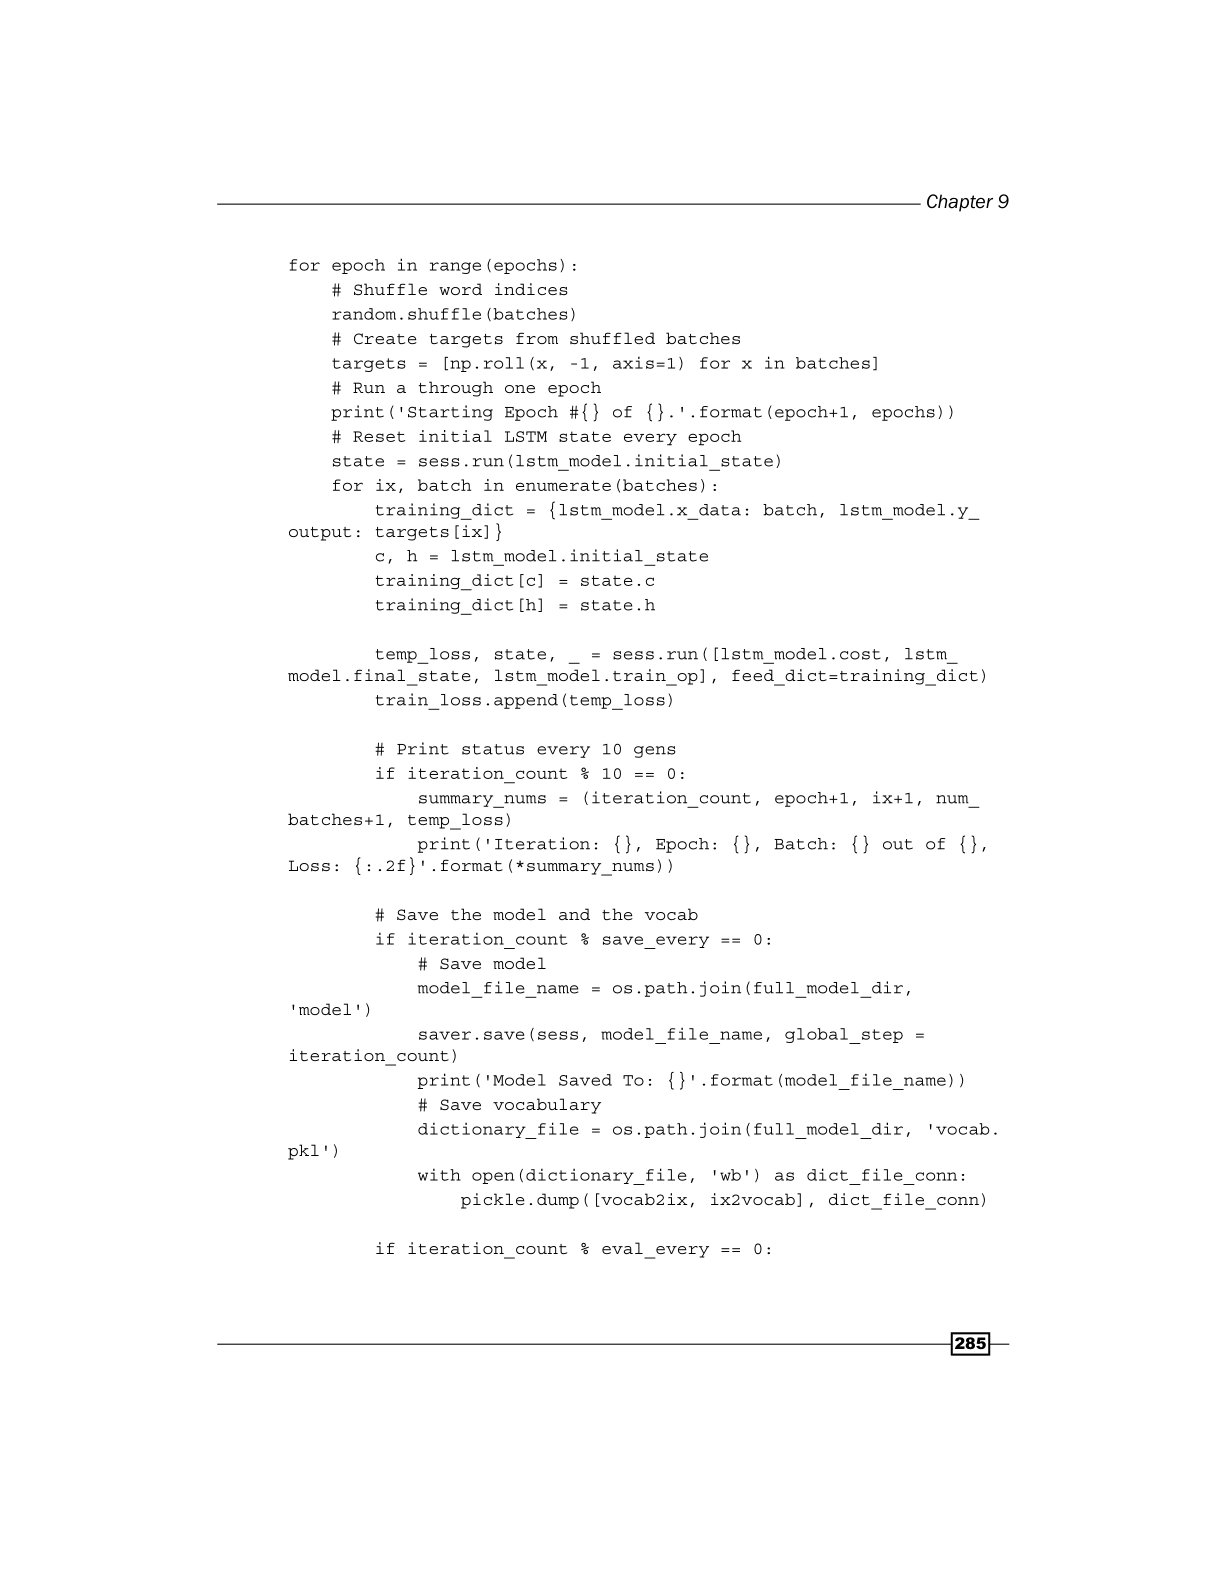 Chapter 9
for epoch in range(epochs):
    # Shuffle word indices
    random.shuffle(batches)
    # Create targets from shuffled batches
    targets = [np.roll(x, -1, axis=1) for x in batches]
    # Run a through one epoch
    print('Starting Epoch #{} of {}.'.format(epoch+1, epochs))
    # Reset initial LSTM state every epoch
    state = sess.run(lstm_model.initial_state)
    for ix, batch in enumerate(batches):
        training_dict = {lstm_model.x_data: batch, lstm_model.y_
output: targets[ix]}
        c, h = lstm_model.initial_state
        training_dict[c] = state.c
        training_dict[h] = state.h

        temp_loss, state, _ = sess.run([lstm_model.cost, lstm_
model.final_state, lstm_model.train_op], feed_dict=training_dict)
        train_loss.append(temp_loss)

        # Print status every 10 gens
        if iteration_count % 10 == 0:
            summary_nums = (iteration_count, epoch+1, ix+1, num_
batches+1, temp_loss)
            print('Iteration: {}, Epoch: {}, Batch: {} out of {},
Loss: {:.2f}'.format(*summary_nums))

        # Save the model and the vocab
        if iteration_count % save_every == 0:
            # Save model
            model_file_name = os.path.join(full_model_dir,
'model')
            saver.save(sess, model_file_name, global_step =
iteration_count)
            print('Model Saved To: {}'.format(model_file_name))
            # Save vocabulary
            dictionary_file = os.path.join(full_model_dir, 'vocab.
pkl')
            with open(dictionary_file, 'wb') as dict_file_conn:
                pickle.dump([vocab2ix, ix2vocab], dict_file_conn)

        if iteration_count % eval_every == 0:
285